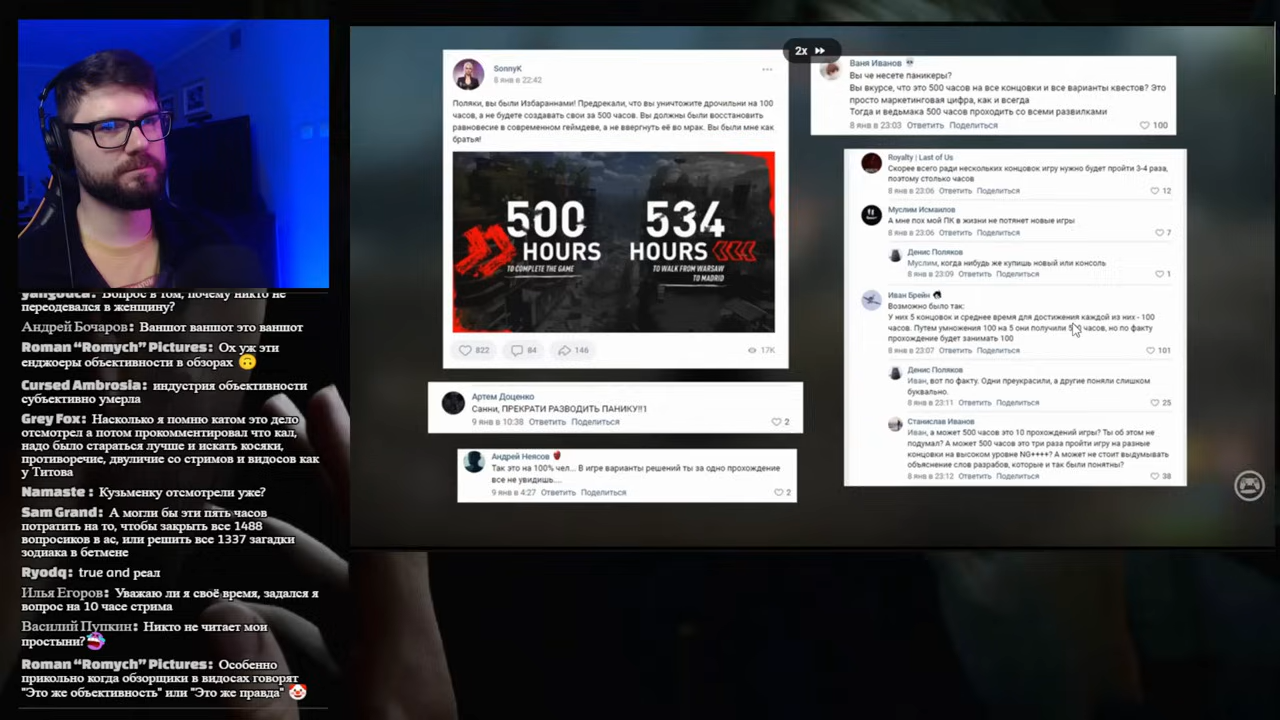 2x
SonnyK
8 янв в 22:42
Поляки, вы были Избараннами! Предрекали, что вы уничтожите дрочильни на 100
часов, а не будете создавать свои за 500 часов. Вы должны были восстановить
равновесие в современном геймдеве, а не ввергнуть её во мрак. Вы были мне как
братья!
500
HOURS
TO COMPLETE THE GAME
534
HOURS
TO WALK FROM WARSAW
TO MADRID
822
84
146
17K
Артем Доценко
Санни, ПРЕКРАТИ РАЗВОДИТЬ ПАНИКУ!!1
9 янв в 10:38 Ответить Поделиться
2
Андрей Неясов
Так это на 100% чел... В игре варианты решений ты за одно прохождение
все не увидишь....
9 янв в 4:27 Ответить Поделиться
2
Ваня Иванов
Вы че несете паникеры?
Вы вкурсе, что это 500 часов на все концовки и все варианты квестов? Это
просто маркетинговая цифра, как и всегда
Тогда и ведьмака 500 часов проходить со всеми развилками
8 янв в 23:03 Ответить Поделиться
100
Royalty | Last of Us
Скорее всего ради нескольких концовок игру нужно будет пройти 3-4 раза,
поэтому столько часов
8 янв в 23:06 Ответить Поделиться
12
Муслим Исмаилов
А мне пох мой ПК в жизни не потянет новые игры
8 янв в 23:06 Ответить Поделиться
7
Денис Поляков
Муслим, когда нибудь же купишь новый или консоль
8 янв в 23:09 Ответить Поделиться
1
Иван Брейн
Возможно было так:
У них 5 концовок и среднее время для достижения каждой из них - 100
часов. Путем умножения 100 на 5 они получили часов, но по факту
прохождение будет занимать 100
8 янв в 23:07 Ответить Поделиться
101
Денис Поляков
Иван, вот по факту. Одни преукрасили, а другие поняли слишком
буквально.
8 янв в 23:11 Ответить Поделиться
25
Станислав Иванов
Иван, а может 500 часов это 10 прохождений игры? Ты об этом не
подумал? А может 500 часов это три раза пройти игру на разные
концовки на высоком уровне NG++++? А может не стоит выдумывать
объяснение слов разрабов, которые и так были понятны?
8 янв в 23:12 Ответить Поделиться
38
yangouca: Вопрос в том, почему никто не
переодевался в женщину?
Андрей Бочаров: Ваншот ваншот это ваншот
Roman “Romych” Pictures: Ох уж эти
енджоеры объективности в обзорах
Cursed Ambrosia: индустрия объективности
субъективно умерла
Grey Fox: Насколько я помню катом это дело
отсмотрел а потом прокомментировал что кал,
надо было стараться лучше и искать косяки.
противоречие, двуличие со стримов и видосов как
у Титова
Namaste : Кузьменку отсмотрели уже?
Sam Grand: А могли бы эти пять часов
потратить на то, чтобы закрыть все 1488
вопросиков в ас, или решить все 1337 загадки
зодиака в бетмене
Ryodq: true and реал
Илья Егоров: Уважаю ли я своё время, задался я
вопрос на 10 часе стрима
Василий Пупкин: Никто не читает мои
простыни?
Roman “Romych” Pictures: Особенно
прикольно когда обзорщики в видосах говорят
"Это же объективность" или "Это же правда"